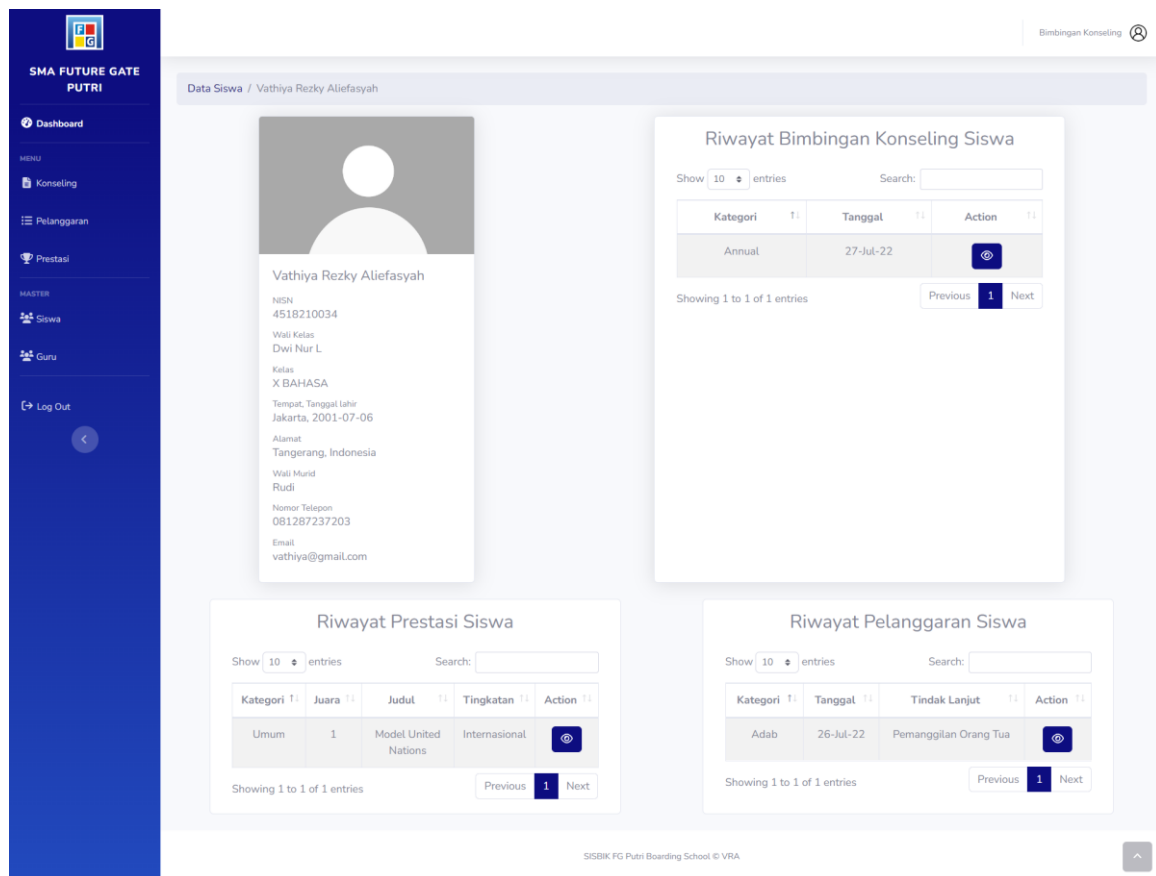 F
G
SMA FUTURE GATE
PUTRI
Dashboard
MENU
Konseling
Pelanggaran
Prestasi
MASTER
Siswa
Guru
Log Out
Bimbingan Konseling
Data Siswa / Vathiya Rezky Aliefasyah
Vathiya Rezky Aliefasyah
NISN
4518210034
Wali Kelas
Dwi Nur L
Kelas
X BAHASA
Tempat, Tanggal lahir
Jakarta, 2001-07-06
Alamat
Tangerang, Indonesia
Wali Murid
Rudi
Nomor Telepon
081287237203
Email
vathiya@gmail.com
Riwayat Bimbingan Konseling Siswa
Show 10 entries Search:
Kategori Tanggal Action
Annual 27-Jul-22
Showing 1 to 1 of 1 entries Previous 1 Next
Riwayat Prestasi Siswa
Show 10 entries Search:
Kategori Juara Judul Tingkatan Action
Umum 1 Model United Internasional
Nations
Showing 1 to 1 of 1 entries Previous 1 Next
Riwayat Pelanggaran Siswa
Show 10 entries Search:
Kategori Tanggal Tindak Lanjut Action
Adab 26-Jul-22 Pemanggilan Orang Tua
Showing 1 to 1 of 1 entries Previous 1 Next
SISBIK FG Putri Boarding School © VRA